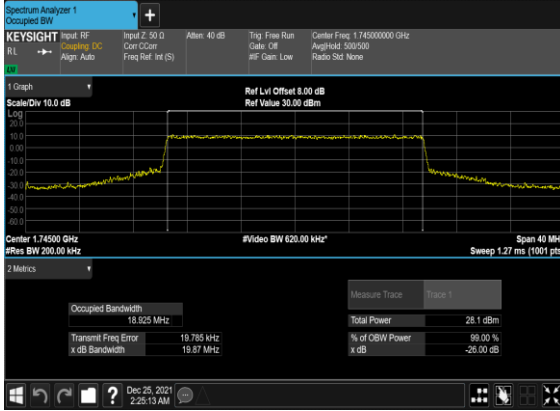 Spectrum Analyzer 1
Occupied BW
+
KEYSIGHT
Input: RF
Input Z: 50 Ω
Atten: 40 dB
Trig: Free Run
Center Freq: 1.745000000 GHz
RL
Coupling: DC
Corr CCorr
Gate: Off
Avg|Hold: 500/500
Align: Auto
Freq Ref: Int (S)
#IF Gain: Low
Radio Std: None
LXI
1 Graph
Ref Lvl Offset 8.00 dB
Scale/Div 10.0 dB
Ref Value 30.00 dBm
Log
20.0
10.0
0.00
-10.0
-20.0
-30.0
-40.0
-50.0
-60.0
Center 1.74500 GHz
#Video BW 620.00 kHz*
Span 40 MH
#Res BW 200.00 kHz
Sweep 1.27 ms (1001 pts
2 Metrics
Measure Trace
Trace 1
Occupied Bandwidth
18.925 MHz
Total Power
28.1 dBm
Transmit Freq Error
19.785 kHz
% of OBW Power
99.00 %
x dB Bandwidth
19.87 MHz
x dB
-26.00 dB
?
Dec 25, 2021
2:25:13 AM